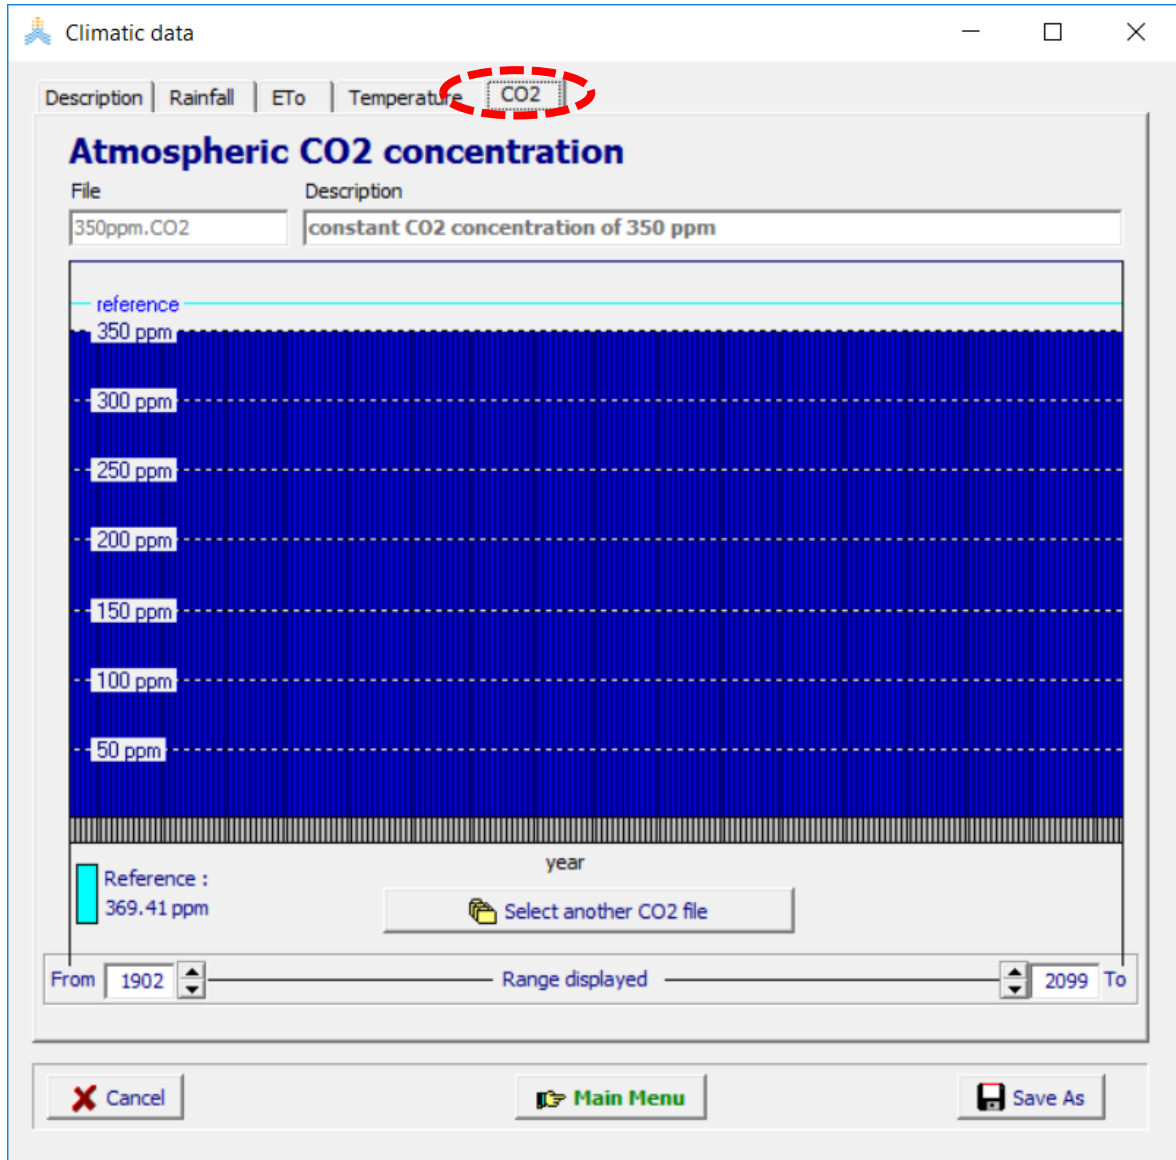 Climatic data
Description Rainfall ETo Temperature CO2
Atmospheric CO2 concentration
File Description
350ppm.CO2 constant CO2 concentration of 350 ppm
reference
350 ppm
300 ppm
250 ppm
200 ppm
150 ppm
100 ppm
50 ppm
year
Reference :
369.41 ppm
Select another CO2 file
From 1902 Range displayed 2099 To
Cancel Main Menu Save As